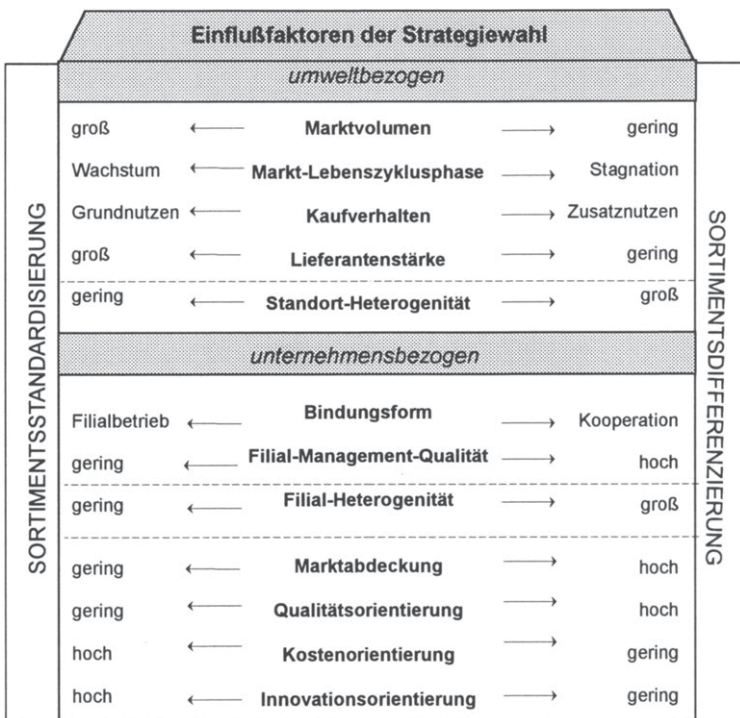 Einflußfaktoren der Strategiewahl
umweltbezogen
groß ← Marktvolumen → gering
Wachstum ← Markt-Lebenszyklusphase → Stagnation
Grundnutzen ← Kaufverhalten → Zusatznutzen
groß ← Lieferantenstärke → gering
gering ← Standort-Heterogenität → groß
unternehmensbezogen
Filialbetrieb ← Bindungsform → Kooperation
gering ← Filial-Management-Qualität → hoch
gering ← Filial-Heterogenität → groß
gering ← Marktabdeckung → hoch
gering ← Qualitätsorientierung → hoch
hoch ← Kostenorientierung → gering
hoch ← Innovationsorientierung → gering
SORTIMENTSSTANDARDISIERUNG
SORTIMENTSDIFFERENZIERUNG